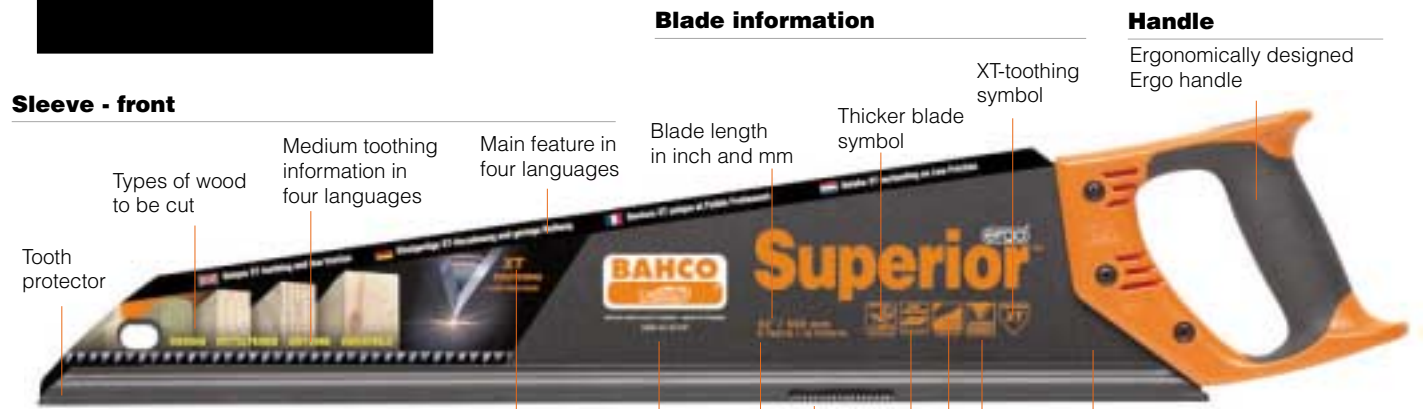 Blade information
Handle
Ergonomically designed
Ergo handle
Sleeve - front
XT-toothing
symbol
Thicker blade
symbol
Blade length
in inch and mm
Main feature in
four languages
Medium toothing
information in
four languages
Types of wood
to be cut
Tooth
protector
BAHCO
ergo
Superior
XT